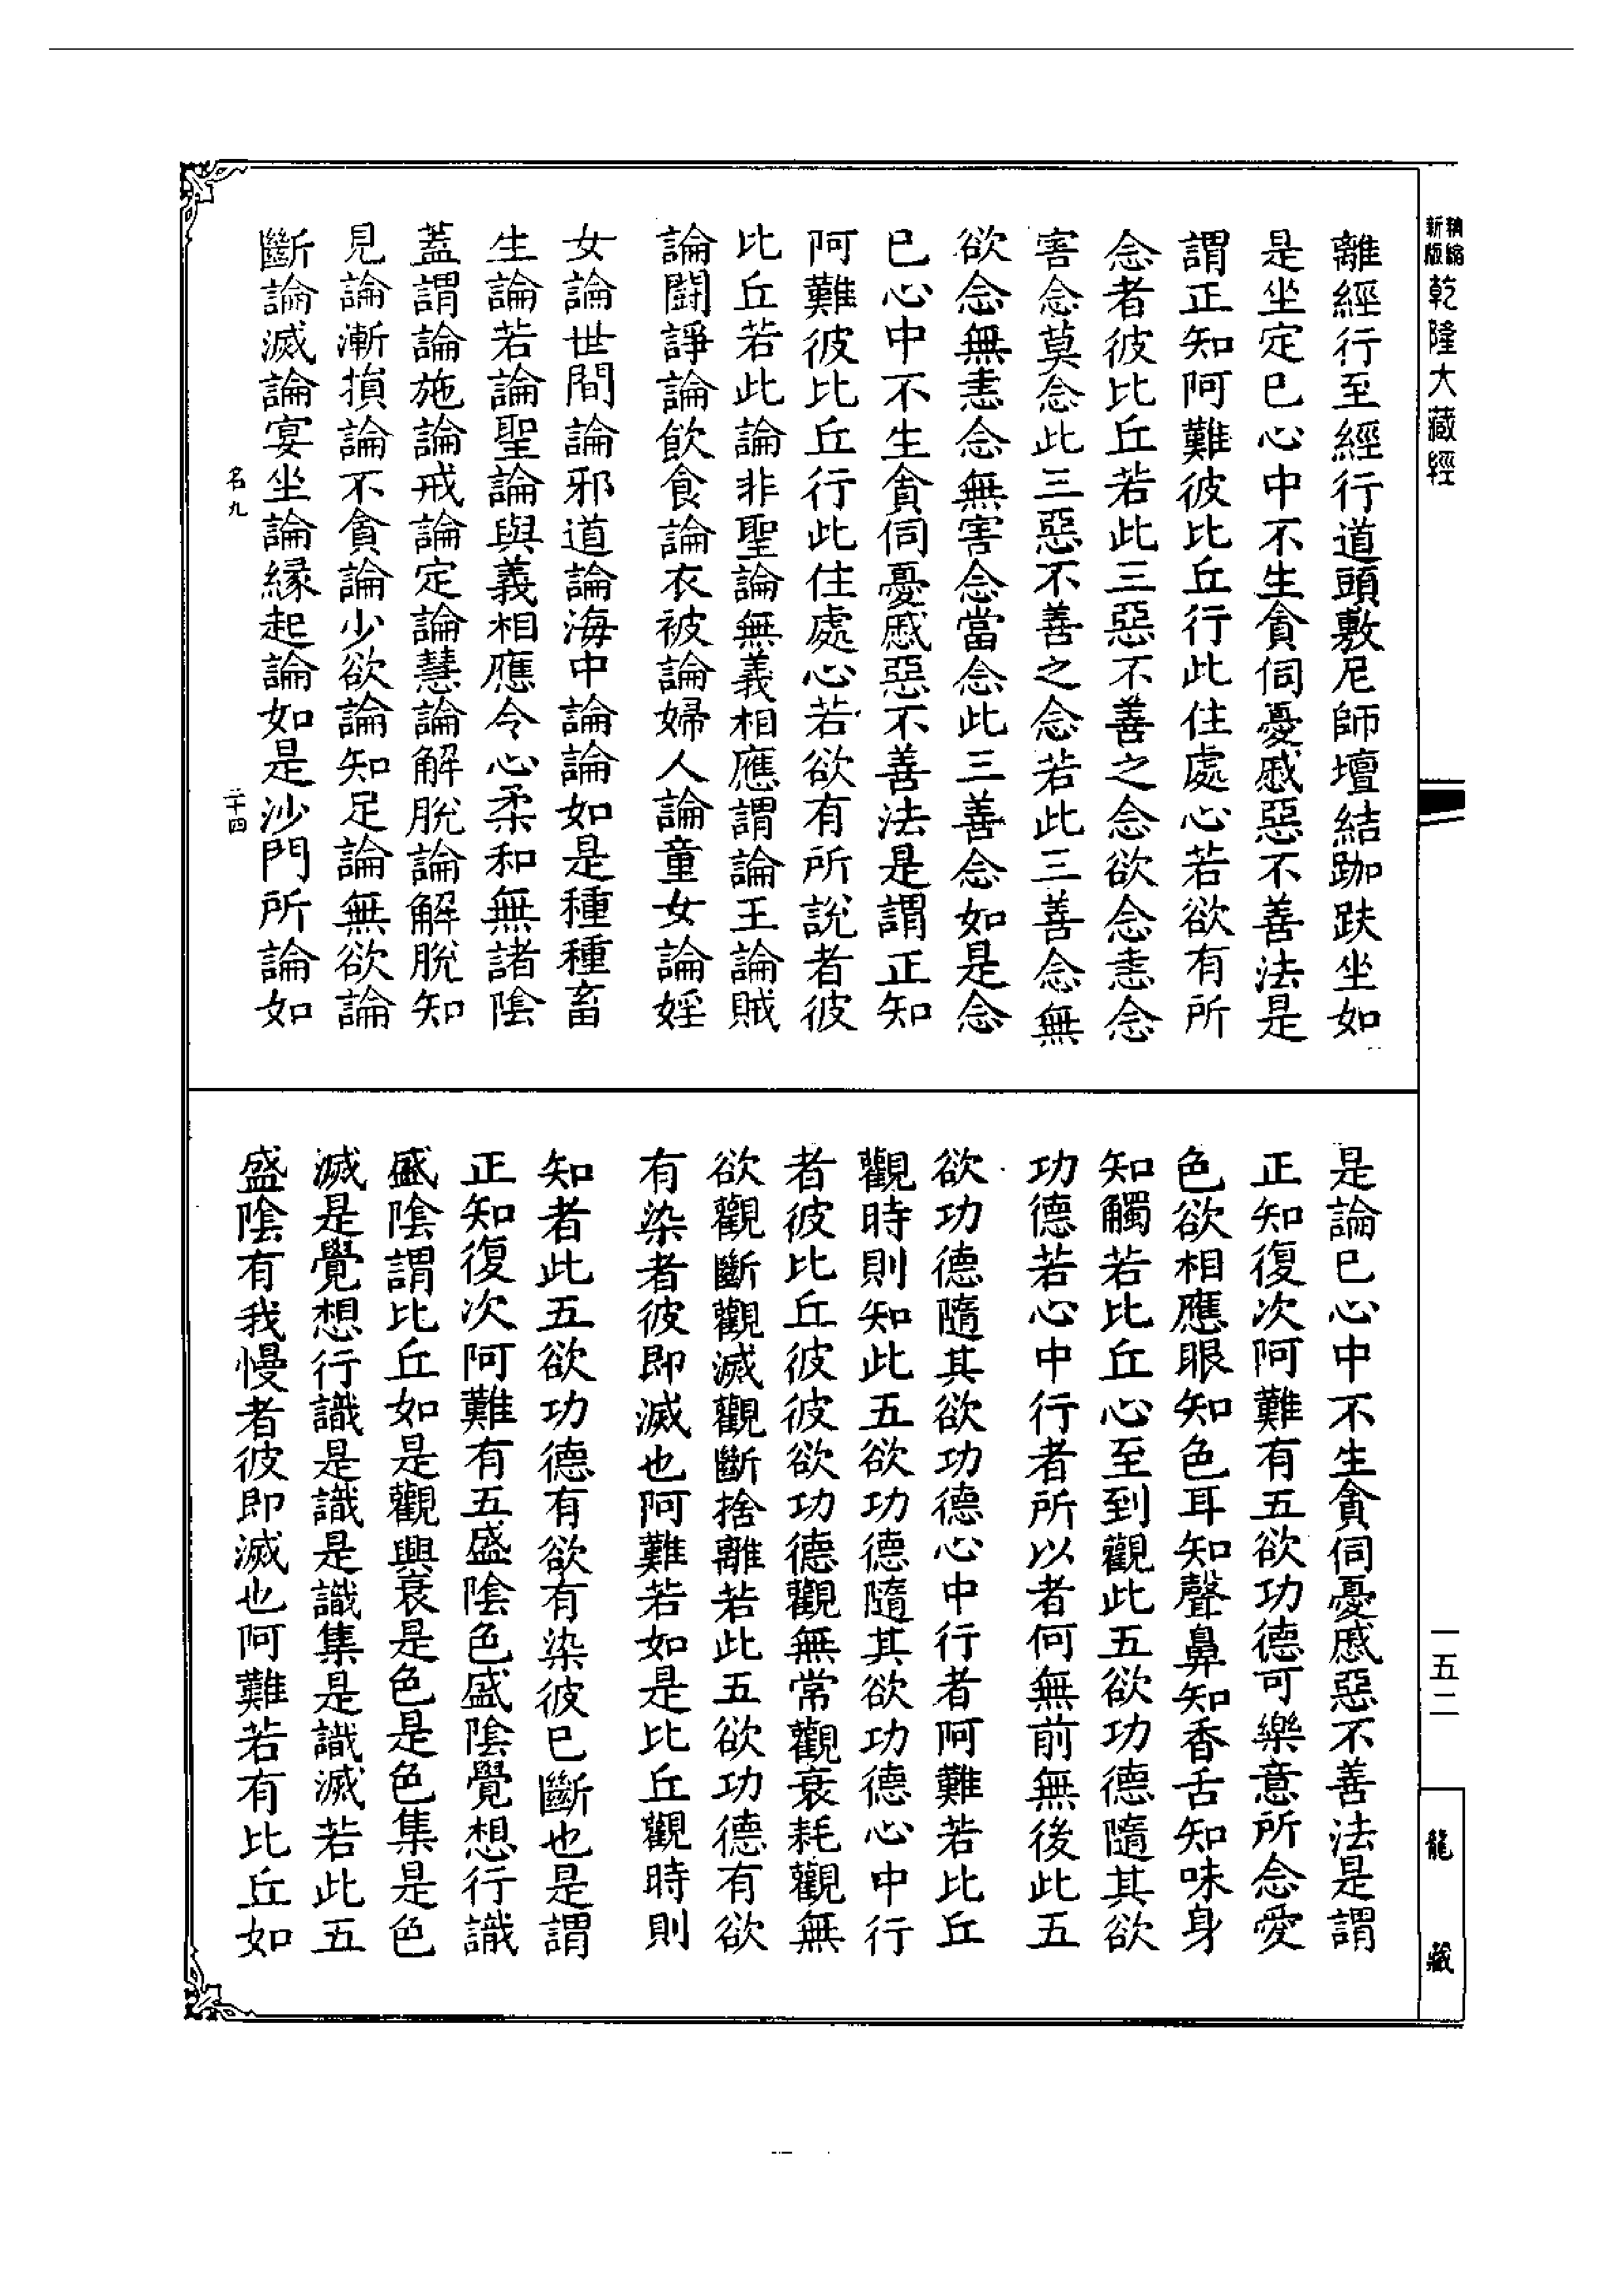 精縮新版乾隆大藏經
一五二
龍藏
離經行至經行道頭敷尼師壇結跏趺坐如
是坐定已心中不生貪伺憂慼惡不善法是
謂正知阿難彼比丘行此住處心若欲有所
念者彼比丘若此三惡不善之念欲念恚念
害念莫念此三惡不善之念若此三善念無
欲念無恚念無害念當念此三善念如是念
已心中不生貪伺憂慼惡不善法是謂正知
阿難彼比丘行此住處心若欲有所說者彼
比丘若此論非聖論無義相應謂論王論賊
論鬪諍論飲食論衣被論婦人論童女論婬
女論世間論邪道論海中論論如是種種畜
生論若論聖論與義相應令心柔和無諸陰
蓋謂論施論戒論定論慧論解脫論解脫知
見論漸損論不貪論少欲論知足論無欲論
斷論滅論宴坐論緣起論如是沙門所論如
名九
二十四
是論已心中不生貪伺憂慼惡不善法是謂
正知復次阿難有五欲功德可樂意所念愛
色欲相應眼知色耳知聲鼻知香舌知味身
知觸若比丘心至到觀此五欲功德隨其欲
功德若心中行者所以者何無前無後此五
欲功德隨其欲功德心中行者阿難若比丘
觀時則知此五欲功德隨其欲功德心中行
者彼比丘彼彼欲功德觀無常觀衰耗觀無
欲觀斷觀滅觀斷捨離若此五欲功德有欲
有染者彼即滅也阿難若如是比丘觀時則
知者此五欲功德有欲有染彼已斷也是謂
正知復次阿難有五盛陰色盛陰覺想行識
盛陰謂比丘如是觀興衰是色是色集是色
滅是覺想行識是識是識集是識滅若此五
盛陰有我慢者彼即滅也阿難若有比丘如